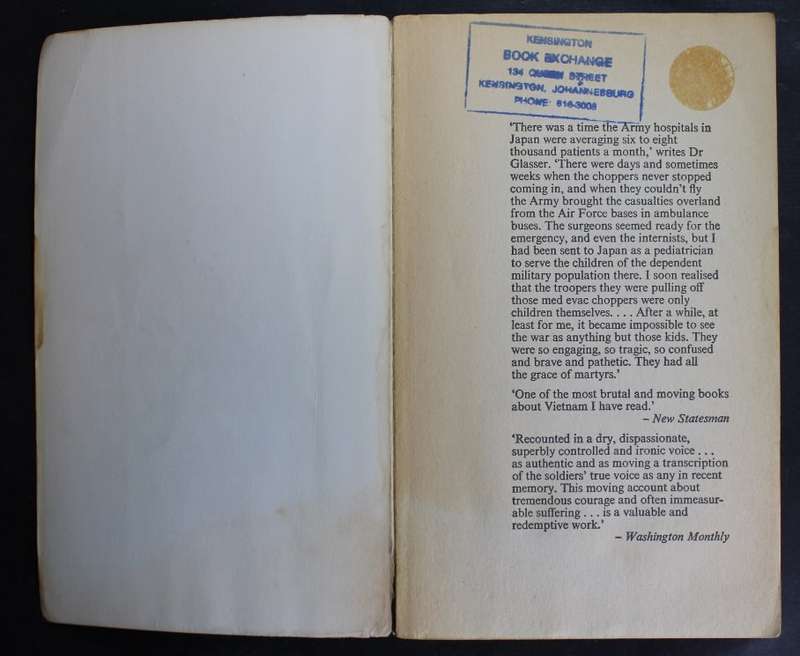 KENSINGTON
BOOK EXCHANGE
134 QUEEN STREET
KENSINGTON, JOHANNESBURG
PHONE: 616-3008
‘There was a time the Army hospitals in
Japan were averaging six to eight
thousand patients a month,’ writes Dr
Glasser. ‘There were days and sometimes
weeks when the choppers never stopped
coming in, and when they couldn’t fly
the Army brought the casualties overland
from the Air Force bases in ambulance
buses. The surgeons seemed ready for the
emergency, and even the internists, but I
had been sent to Japan as a pediatrician
to serve the children of the dependent
military population there. I soon realised
that the troopers they were pulling off
those med evac choppers were only
children themselves. . . . After a while, at
least for me, it became impossible to see
the war as anything but those kids. They
were so engaging, so tragic, so confused
and brave and pathetic. They had all
the grace of martyrs.’
‘One of the most brutal and moving books
about Vietnam I have read.’
– New Statesman
‘Recounted in a dry, dispassionate,
superbly controlled and ironic voice . . .
as authentic and as moving a transcription
of the soldiers’ true voice as any in recent
memory. This moving account about
tremendous courage and often immeasur-
able suffering . . . is a valuable and
redemptive work.’
– Washington Monthly